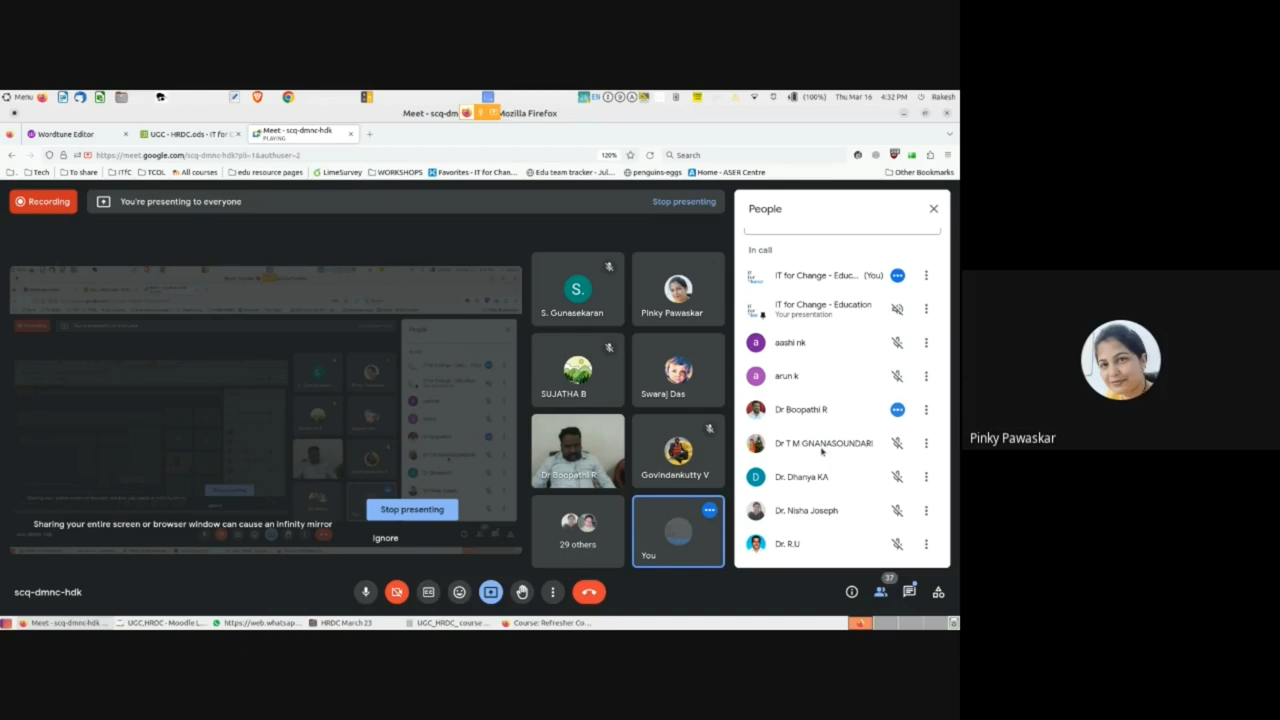 Menu
EN
(100%) Thu Mar 16 4:32 PM Rakesh
Meet - scq-dm
Mozilla Firefox
Wordtune Editor
UGC - HRDC.ods - IT for C
Meet - scq-dmnc-hdk
PLAYING
https://meet.google.com/scq-dmnc-hdk?pli=1&authuser=2
120%
Search
Tech
To share
ITfC
TCOL
All courses
edu resource pages
LimeSurvey
WORKSHOPS
Favorites - IT for Chan...
Edu team tracker - Jul...
penguins-eggs
Home - ASER Centre
Other Bookmarks
Recording
You're presenting to everyone
Stop presenting
People
In call
IT for Change - Educ... (You)
IT for Change - Education
Your presentation
aashi nk
arun k
Dr Boopathi R
Dr T M GNANASOUNDARI
Dr. Dhanya KA
Dr. Nisha Joseph
Dr. R.U
S.
S. Gunasekaran
Pinky Pawaskar
SUJATHA B
Swaraj Das
Dr Boopathi R
Govindankutty V
29 others
You
Stop presenting
Sharing your entire screen or browser window can cause an infinity mirror
Ignore
scq-dmnc-hdk
37
Meet - scq-dmnc-hdk ...
UGC,HRDC - Moodle L...
https://web.whatsap...
HRDC March 23
UGC_HRDC_course ...
Course: Refresher Co...
Pinky Pawaskar